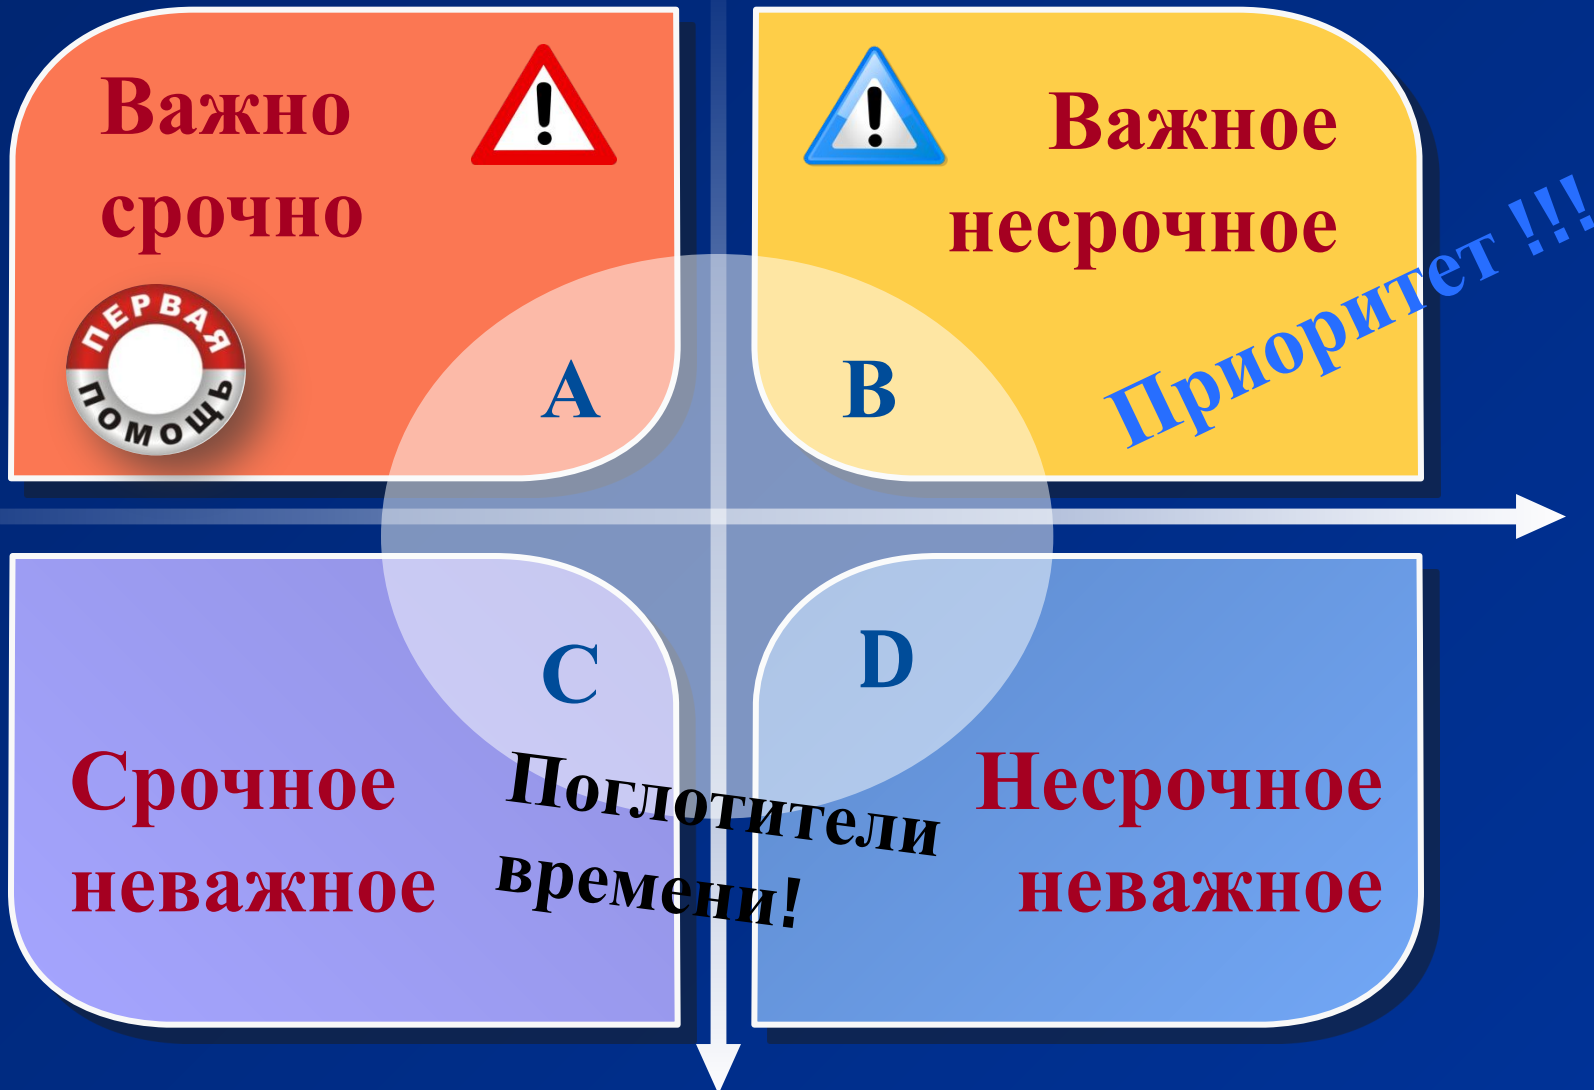 Важно
срочно
!
ПЕРВАЯ
ПОМОЩЬ
A
!
Важное
несрочное
Приоритет !!!
B
C
Срочное
неважное
Поглотители
времени!
D
Несрочное
неважное